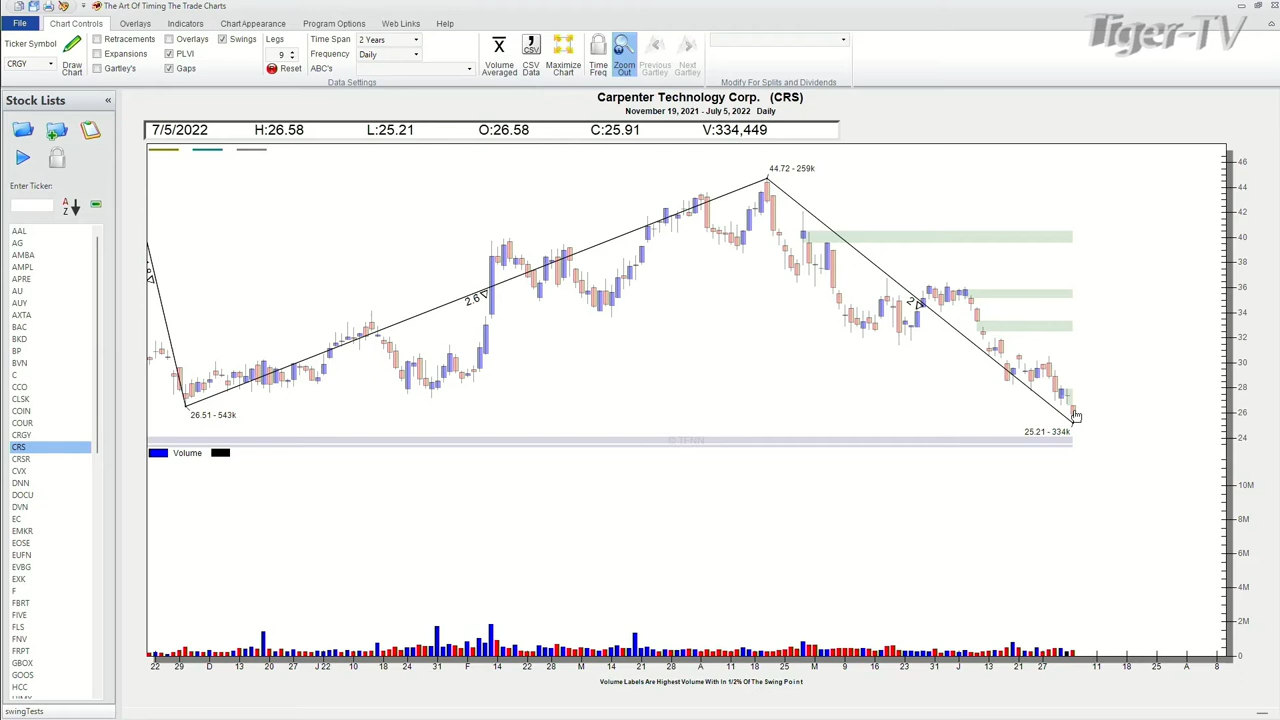 The Art Of Timing The Trade Charts
Tiger-TV
File
Chart Controls
Overlays
Indicators
Chart Appearance
Program Options
Web Links
Help
Ticker Symbol
CRGY
Draw
Chart
Retracements
Overlays
Swings
Expansions
PLVI
Gartley's
Gaps
Legs
9
Reset
Time Span
2 Years
Frequency
Daily
ABC's
Data Settings
Volume
Averaged
CSV
CSV
Data
Maximize
Chart
Time
Freq
Zoom
Out
Previous
Gartley
Next
Gartley
Modify For Splits and Dividends
Stock Lists
«
Enter Ticker:
A
Z
AAL
AG
AMBA
AMPL
APRE
AU
AUY
AXTA
BAC
BKD
BP
BVN
C
CCO
CLSK
COIN
COUR
CRGY
CRS
CRSR
CVX
DNN
DOCU
DVN
EC
EMKR
EOSE
EUFN
EVBG
EXK
F
FBRT
FIVE
FLS
FNV
FRPT
GBOX
GOOS
HCC
swingTests
Carpenter Technology Corp. (CRS)
November 19, 2021 - July 5, 2022 Daily
7/5/2022 H:26.58 L:25.21 O:26.58 C:25.91 V:334,449
44.72 - 259k
2.6
26.51 - 543k
25.21 - 334k
46
44
42
40
38
36
34
32
30
28
26
24
Volume
10M
8M
6M
4M
2M
0
22 29 D 13 20 27 J 22 10 18 24 31 F 7 14 22 28 M 14 21 28 A 11 18 25 M 9 16 23 31 J 13 21 27 11 18 25 A 8
Volume Labels Are Highest Volume With In 1/2% Of The Swing Point